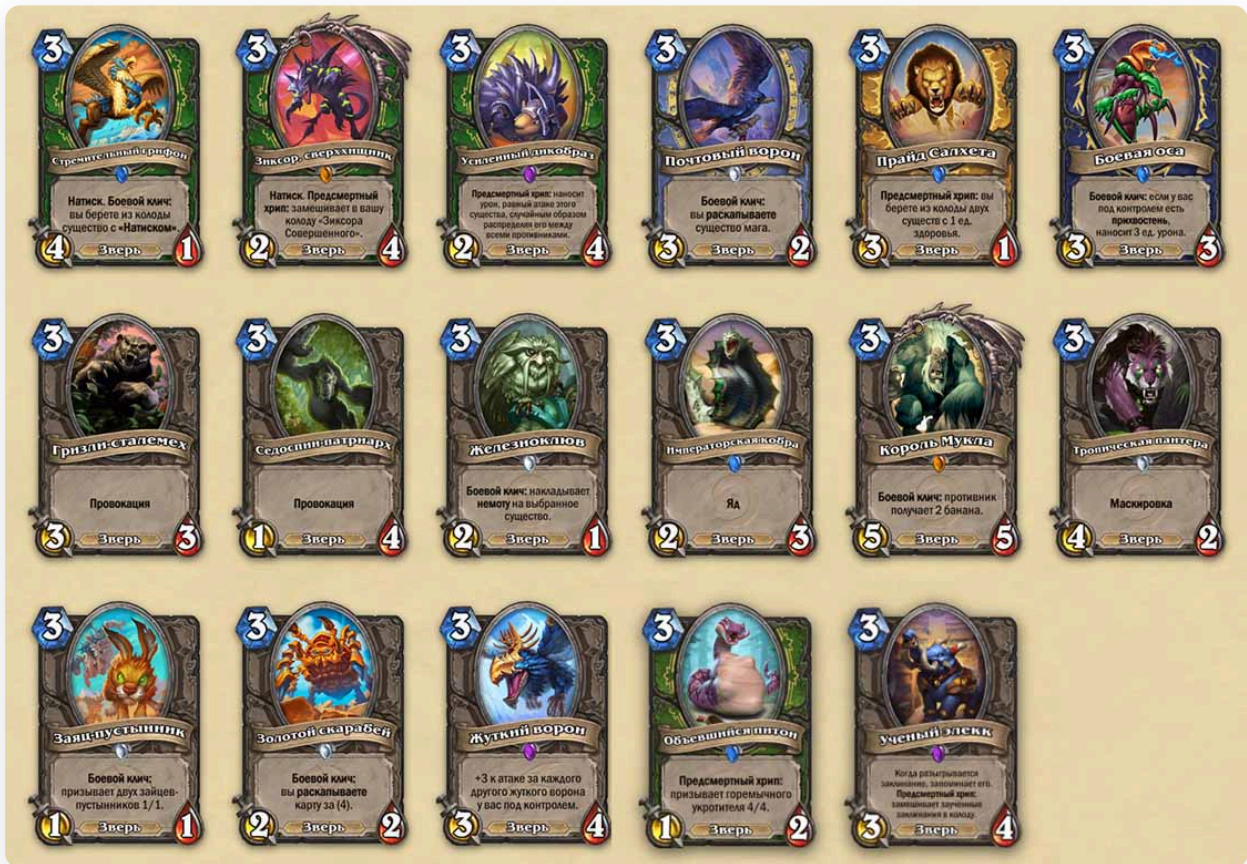 3
Стремительный грифон
Натиск. Боевой клич:
вы берете из колоды
существо с «Натиском».
4 Зверь 1
3
Зиксор, сверххищник
Натиск. Предсмертный
хрип: замешивает в вашу
колоду «Зиксора
Совершенного».
2 Зверь 4
3
Усиленный дикобраз
Предсмертный хрип: наносит
урон, равный атаке этого
существа, случайным образом
распределяя его между
всеми противниками.
2 Зверь 4
3
Почтовый ворон
Боевой клич:
вы раскапываете
существо мага.
3 Зверь 2
3
Прайд Салхета
Предсмертный хрип: вы
берете из колоды двух
существ с 1 ед.
здоровья.
3 Зверь 1
3
Боевая оса
Боевой клич: если у вас
под контролем есть
прихвостень,
наносит 3 ед. урона.
3 Зверь 3
3
Гризли-сталемех
Провокация
3 Зверь 3
3
Седоспин-патриарх
Провокация
1 Зверь 4
3
Железноклюв
Боевой клич: накладывает
немоту на выбранное
существо.
2 Зверь 1
3
Императорская кобра
Яд
2 Зверь 3
3
Король Мукла
Боевой клич: противник
получает 2 банана.
5 Зверь 5
3
Тропическая пантера
Маскировка
4 Зверь 2
3
Заяц-пустынник
Боевой клич:
призывает двух зайцев-
пустынников 1/1.
1 Зверь 1
3
Золотой скарабей
Боевой клич:
вы раскапываете
карту за (4).
2 Зверь 2
3
Жуткий ворон
+3 к атаке за каждого
другого жуткого ворона
у вас под контролем.
3 Зверь 4
3
Объевшийся питон
Предсмертный хрип:
призывает горемычного
укротителя 4/4.
1 Зверь 2
3
Ученый элекк
Когда разыгрывается
заклинание, запоминает его.
Предсмертный хрип:
замешивает заученные
заклинания в колоду.
3 Зверь 4